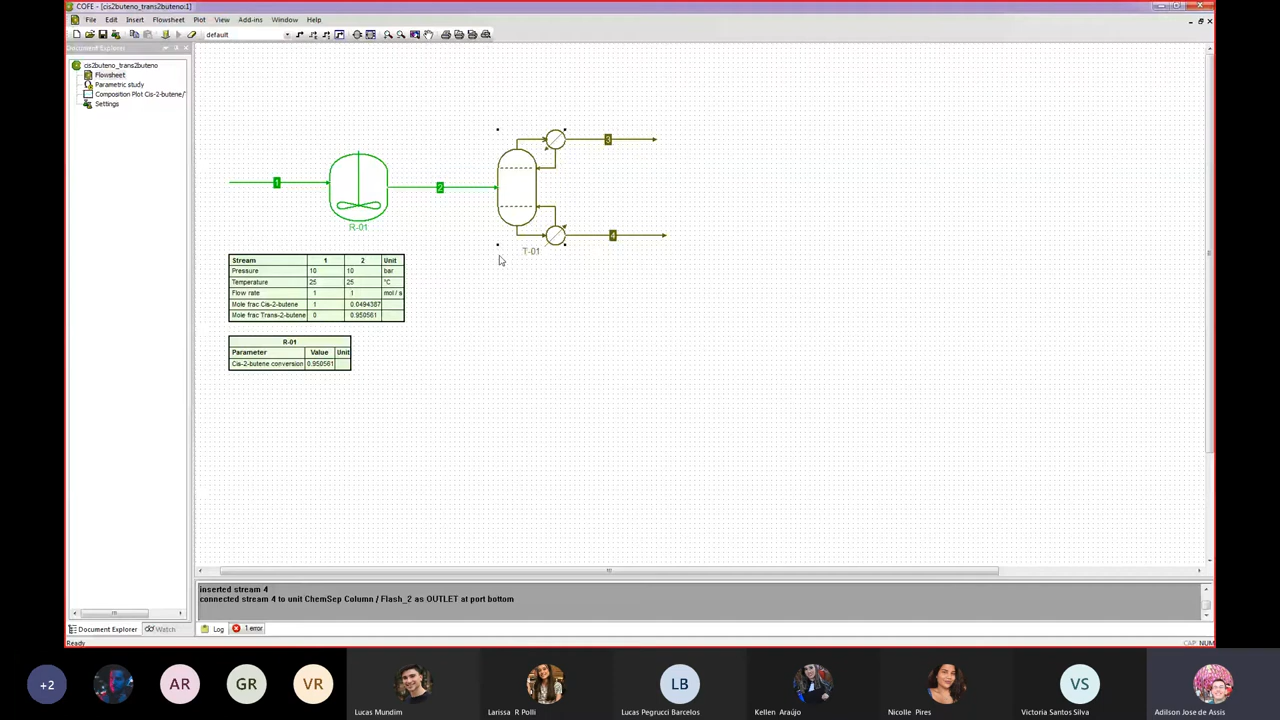 COFE - [cis2buteno_trans2buteno:1]
File Edit Insert Flowsheet Plot View Add-ins Window Help
default
Document Explorer
cis2buteno_trans2buteno
Flowsheet
Parametric study
Composition Plot Cis-2-butene/
Settings
1
2
3
4
R-01
T-01
Stream 1 2 Unit
Pressure 10 10 bar
Temperature 25 25 °C
Flow rate 1 1 mol / s
Mole frac Cis-2-butene 1 0.0494387
Mole frac Trans-2-butene 0 0.950561
R-01
Parameter Value Unit
Cis-2-butene conversion 0.950561
inserted stream 4
connected stream 4 to unit ChemSep Column / Flash_2 as OUTLET at port bottom
Document Explorer Watch
Log 1 error
Ready
CAP NUM
+2
AR
GR
VR
LB
VS
Lucas Mundim
Larissa R Polli
Lucas Pegrucci Barcelos
Kellen Araújo
Nicolle Pires
Victoria Santos Silva
Adilson Jose de Assis